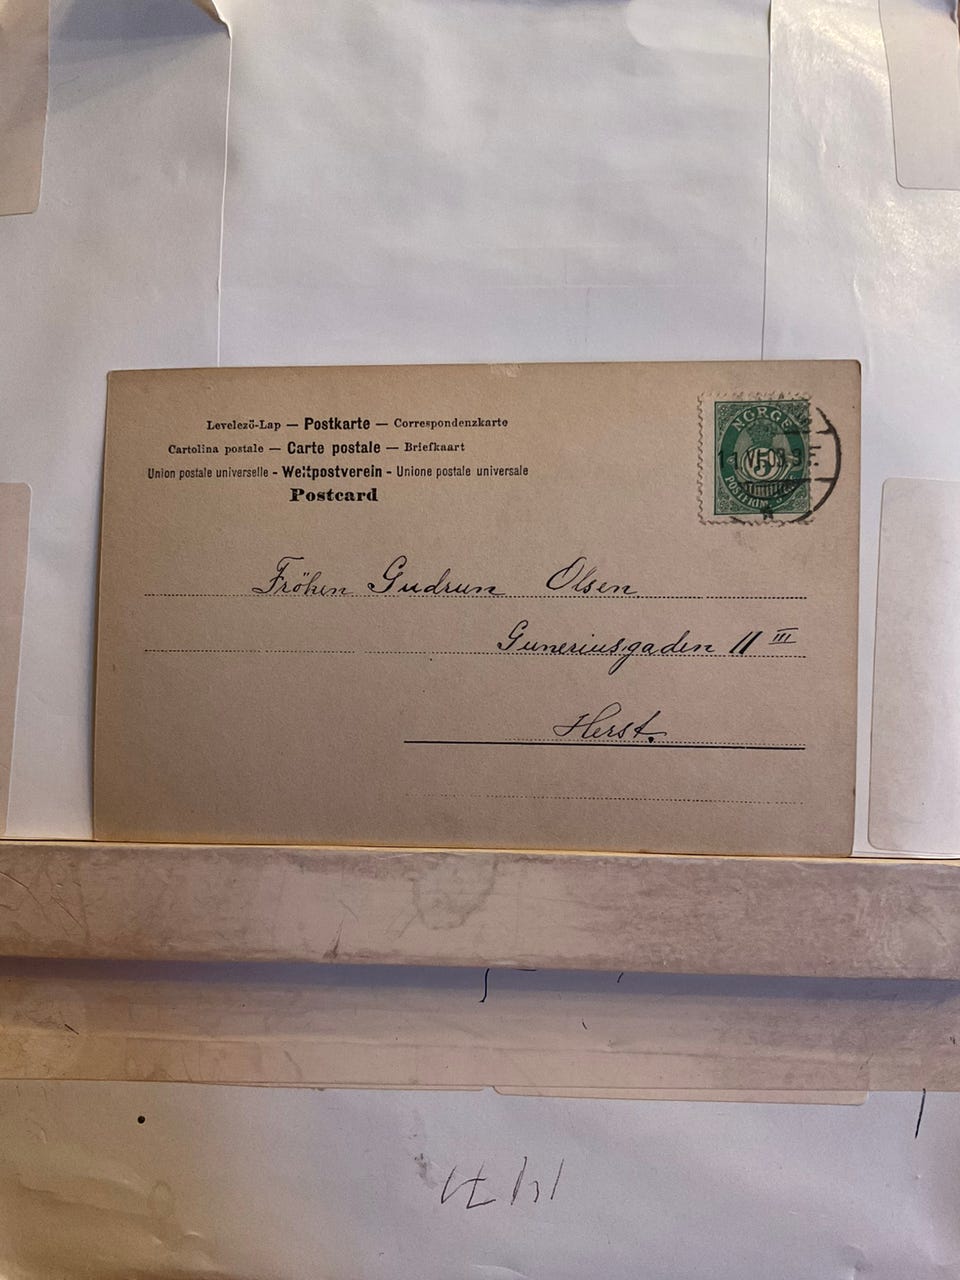 Levelező-Lap — Postkarte — Correspondenzkarte
Cartolina postale — Carte postale — Briefkaart
Union postale universelle - Weltpostverein - Unione postale universale
Postcard
NORGE
5
Fröken Gudrun Olsen
Guneriusgaden 11 III
Herst.